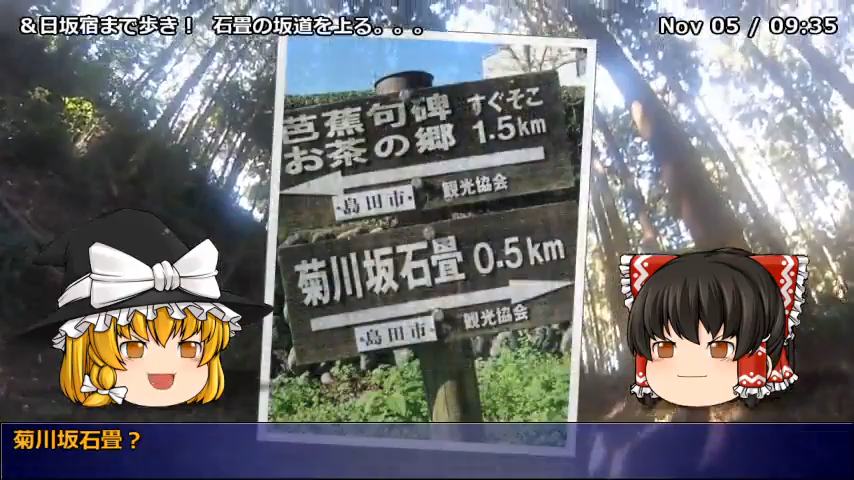 &日坂宿まで歩き！ 石畳の坂道を上る。。。
Nov 05 / 09:35
芭蕉句碑 すぐそこ
お茶の郷 1.5km
島田市 観光協会
菊川坂石畳 0.5km
島田市 観光協会
菊川坂石畳？